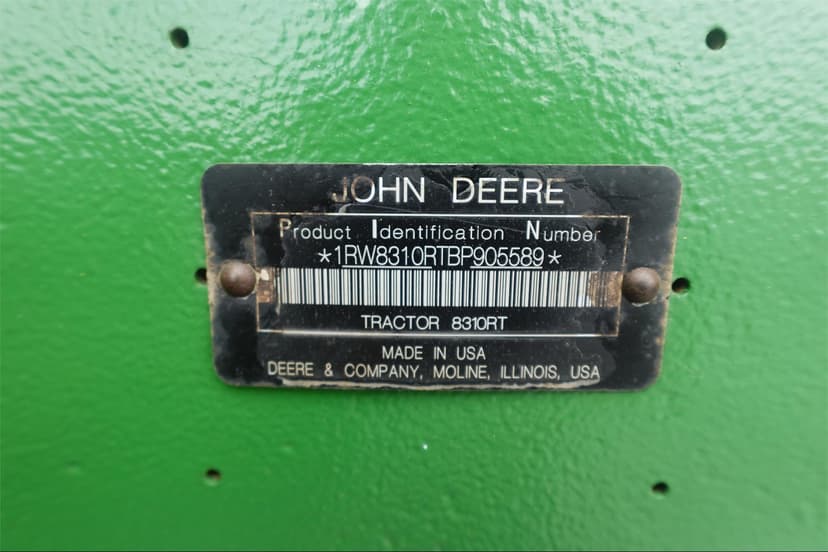 JOHN DEERE
Product Identification Number
*1RW8310RTBP905589*
TRACTOR 8310RT
MADE IN USA
DEERE & COMPANY, MOLINE, ILLINOIS, USA